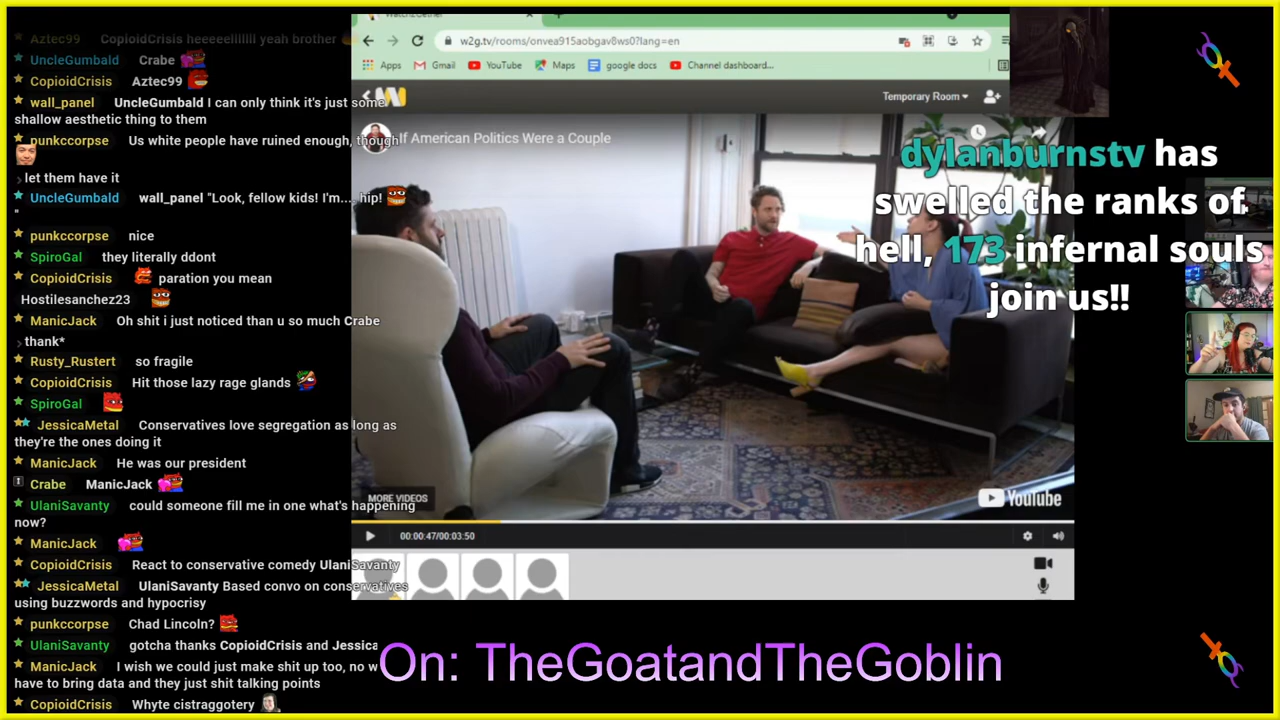 Aztec99 CopioidCrisis heeeeellllll yeah brother
UncleGumbald Crabe
CopioidCrisis Aztec99
wall_panel UncleGumbald I can only think it's just some
shallow aesthetic thing to them
punkccorpse Us white people have ruined enough, though
let them have it
UncleGumbald wall_panel "Look, fellow kids! I'm..., hip!
"
punkccorpse nice
SpiroGal they literally ddont
CopioidCrisis paration you mean
Hostilesanchez23
ManicJack Oh shit i just noticed than u so much Crabe
thank*
Rusty_Rustert so fragile
CopioidCrisis Hit those lazy rage glands
SpiroGal
JessicaMetal Conservatives love segregation as long as
they're the ones doing it
ManicJack He was our president
Crabe ManicJack
UlaniSavanty could someone fill me in one what's happening
now?
ManicJack
CopioidCrisis React to conservative comedy UlaniSavanty
JessicaMetal UlaniSavanty Based convo on conservatives
using buzzwords and hypocrisy
punkccorpse Chad Lincoln?
UlaniSavanty gotcha thanks CopioidCrisis and Jessica
ManicJack I wish we could just make shit up too, no w
have to bring data and they just shit talking points
CopioidCrisis Whyte cistraggotery
w2g.tv/rooms/onvea915aobgav8ws0?lang=en
Apps Gmail YouTube Maps google docs Channel dashboard...
Temporary Room
If American Politics Were a Couple
dylanburnstv has
swelled the ranks of
hell, 173 infernal souls
join us!!
MORE VIDEOS
YouTube
00:00:47/00:03:50
On: TheGoatandTheGoblin